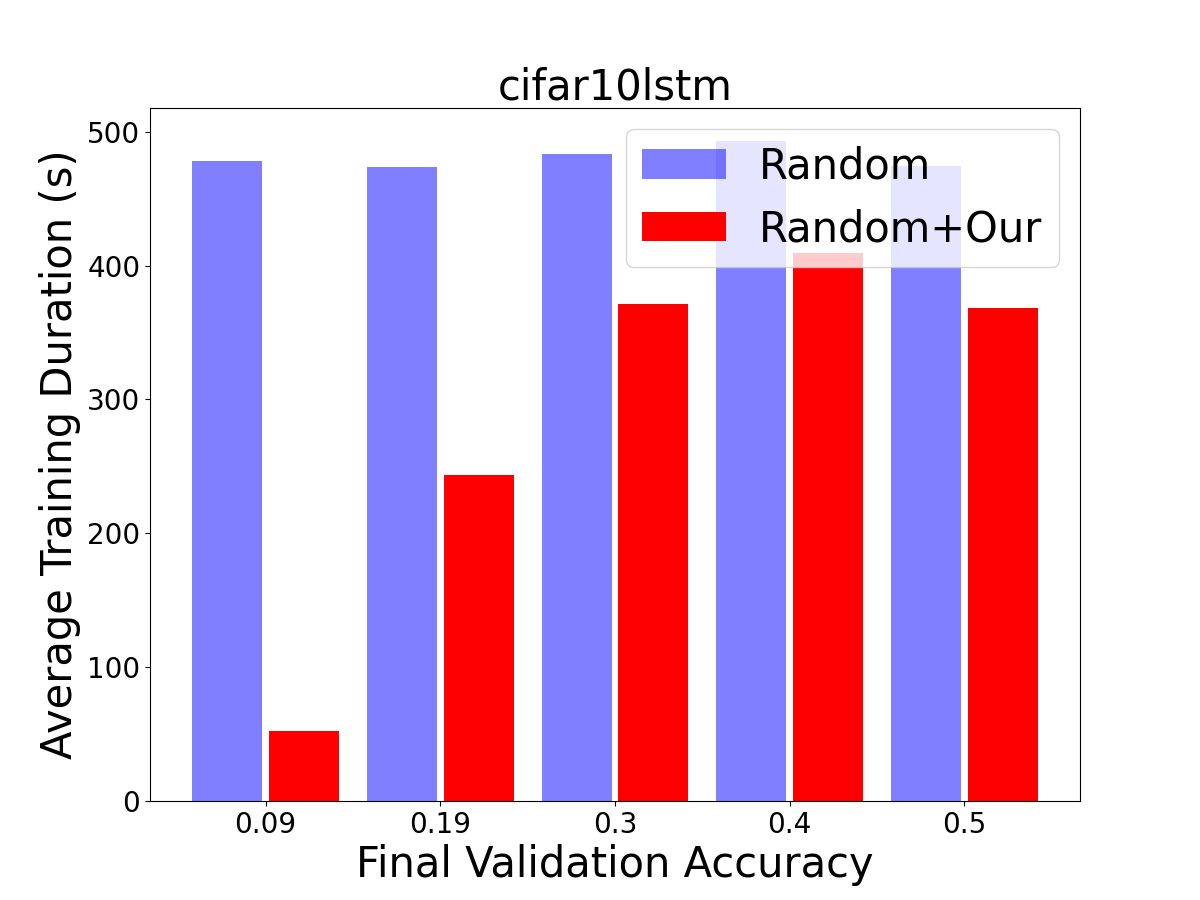 cifar10lstm
Random
Random+Our
Average Training Duration (s)
500
400
300
200
100
0
0.09 0.19 0.3 0.4 0.5
Final Validation Accuracy